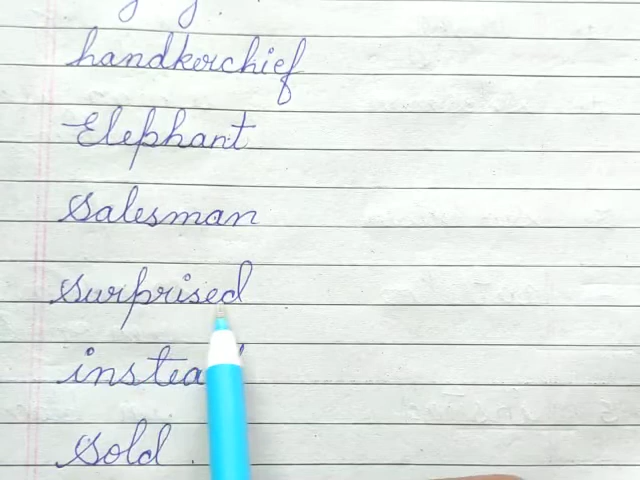 handkerchief
Elephant
Salesman
Surprised
instead
Sold